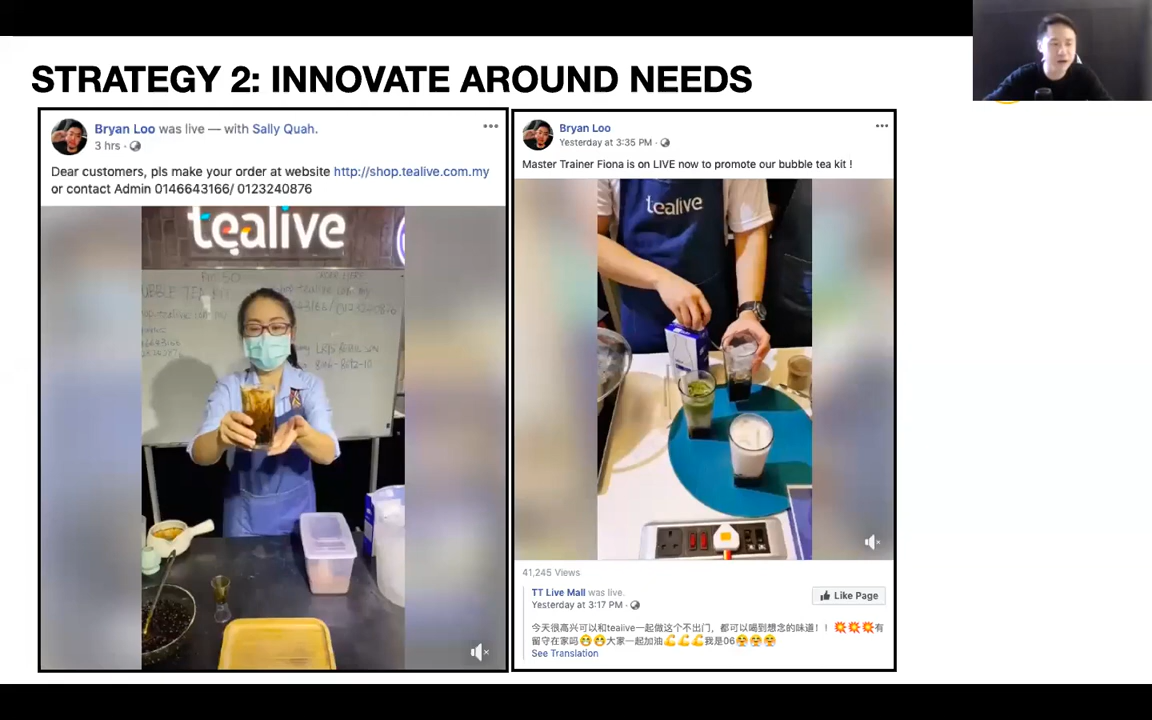 STRATEGY 2: INNOVATE AROUND NEEDS
Bryan Loo was live — with Sally Quah.
3 hrs ·
Dear customers, pls make your order at website http://shop.tealive.com.my
or contact Admin 0146643166/ 0123240876
tealive
Bryan Loo
Yesterday at 3:35 PM ·
Master Trainer Fiona is on LIVE now to promote our bubble tea kit !
tealive
41,245 Views
TT Live Mall was live.
Yesterday at 3:17 PM ·
Like Page
今天很高兴可以和tealive一起做这个不出门，都可以喝到想念的味道！！💥💥💥有
留守在家吗😷😷大家一起加油💪💪💪我是06
See Translation